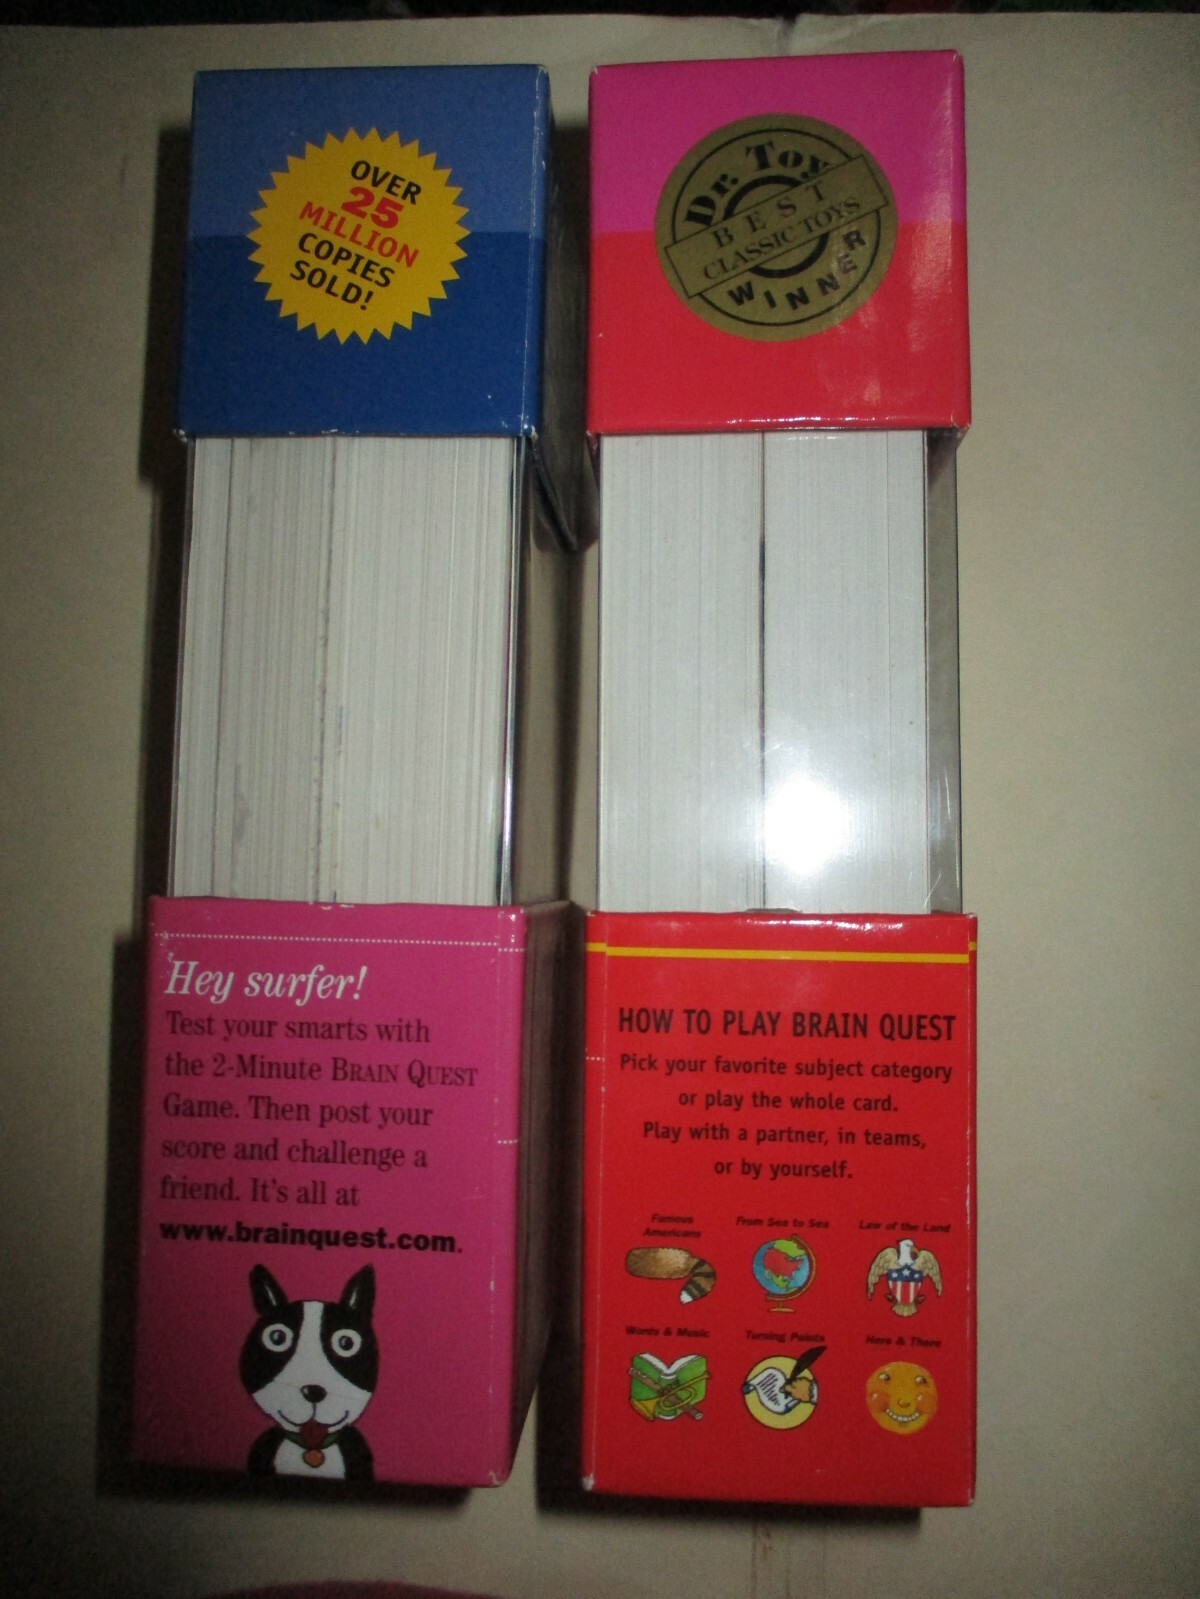 OVER
25
MILLION
COPIES
SOLD!
Dr. Toy
BEST
CLASSIC TOYS
WINNER
Hey surfer!
Test your smarts with
the 2-Minute BRAIN QUEST
Game. Then post your
score and challenge a
friend. It's all at
www.brainquest.com.
HOW TO PLAY BRAIN QUEST
Pick your favorite subject category
or play the whole card.
Play with a partner, in teams,
or by yourself.
Famous
Americans
From Sea to Sea
Law of the Land
Words & Music
Turning Points
Here & There